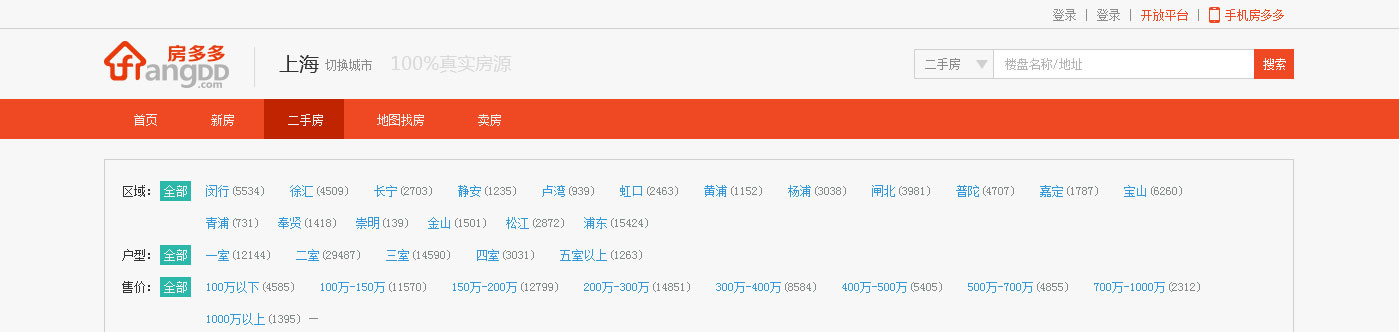 登录 | 登录 | 开放平台 | 手机房多多
房多多
fangDD
.com
上海 切换城市 100%真实房源 二手房 楼盘名称/地址 搜索
首页 新房 二手房 地图找房 卖房
区域: 全部 闵行(5534) 徐汇(4509) 长宁(2703) 静安(1235) 卢湾(939) 虹口(2463) 黄浦(1152) 杨浦(3038) 闸北(3981) 普陀(4707) 嘉定(1787) 宝山(6260)
青浦(731) 奉贤(1418) 崇明(139) 金山(1501) 松江(2872) 浦东(15424)
户型: 全部 一室(12144) 二室(29487) 三室(14590) 四室(3031) 五室以上(1263)
售价: 全部 100万以下(4585) 100万-150万(11570) 150万-200万(12799) 200万-300万(14851) 300万-400万(8584) 400万-500万(5405) 500万-700万(4855) 700万-1000万(2312)
1000万以上(1395) —